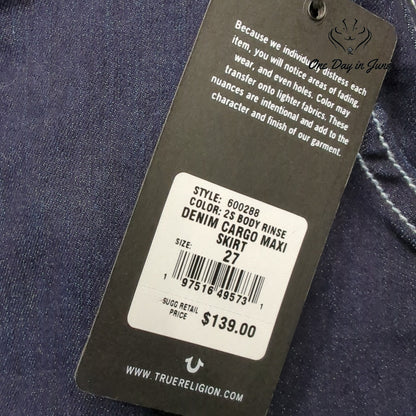 One Day in June
Because we individually distress each
item, you will notice areas of fading,
wear, and even holes. Color may
transfer onto lighter fabrics. These
nuances are intentional and add to the
character and finish of our garment.
STYLE: 600288
COLOR: 2S BODY RINSE
DENIM CARGO MAXI
SKIRT
SIZE: 27
1 97516 49573 1
SUGG RETAIL
PRICE $139.00
WWW.TRUERELIGION.COM